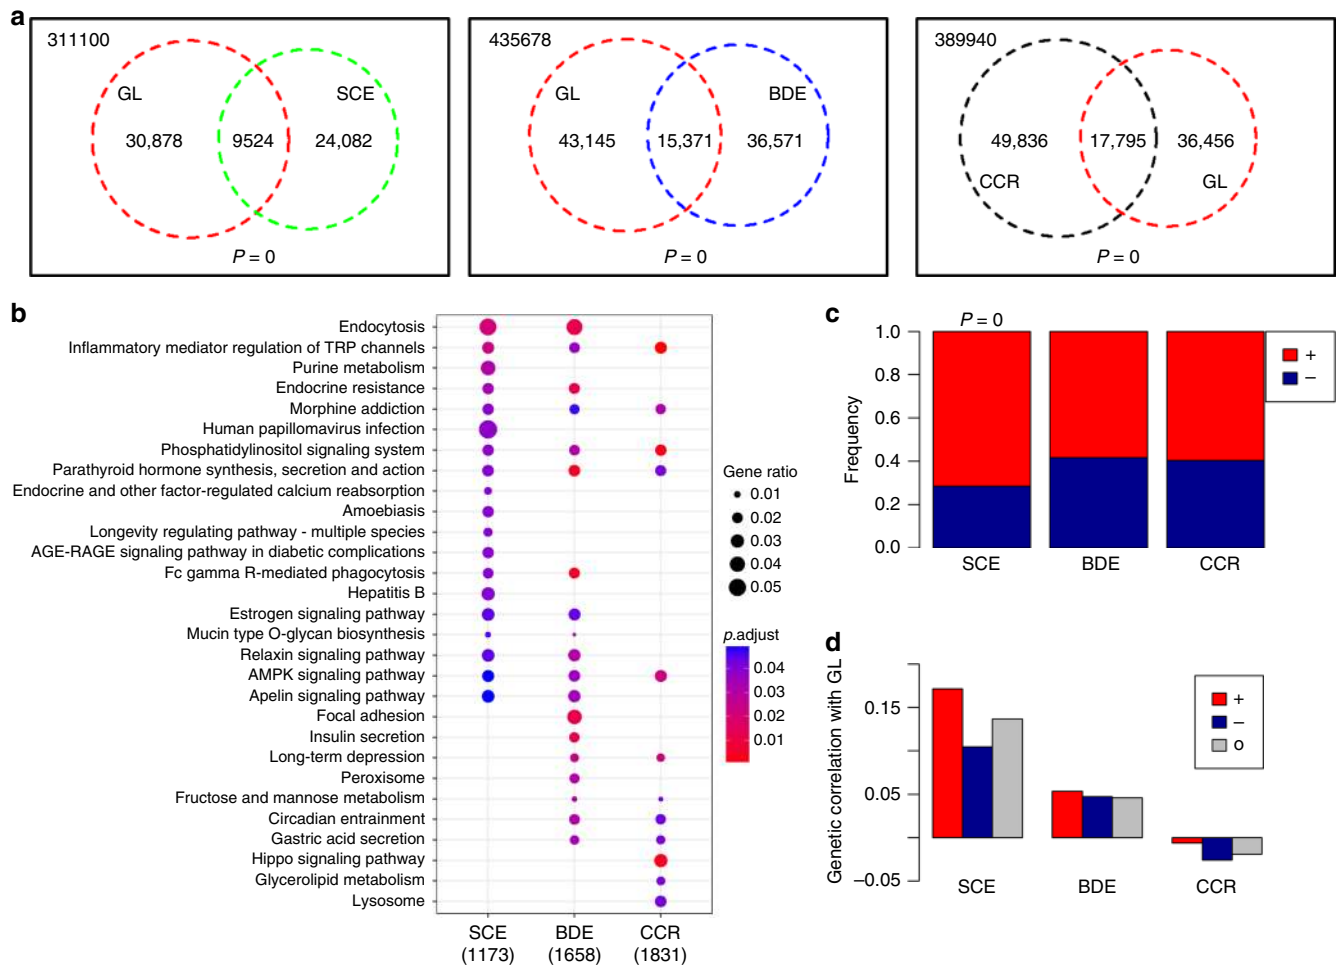 a
311100
GL
SCE
30,878
9524
24,082
P = 0
435678
GL
BDE
43,145
15,371
36,571
P = 0
389940
49,836
17,795
36,456
CCR
GL
P = 0
b
Endocytosis
Inflammatory mediator regulation of TRP channels
Purine metabolism
Endocrine resistance
Morphine addiction
Human papillomavirus infection
Phosphatidylinositol signaling system
Parathyroid hormone synthesis, secretion and action
Endocrine and other factor-regulated calcium reabsorption
Amoebiasis
Longevity regulating pathway - multiple species
AGE-RAGE signaling pathway in diabetic complications
Fc gamma R-mediated phagocytosis
Hepatitis B
Estrogen signaling pathway
Mucin type O-glycan biosynthesis
Relaxin signaling pathway
AMPK signaling pathway
Apelin signaling pathway
Focal adhesion
Insulin secretion
Long-term depression
Peroxisome
Fructose and mannose metabolism
Circadian entrainment
Gastric acid secretion
Hippo signaling pathway
Glycerolipid metabolism
Lysosome
SCE
(1173)
BDE
(1658)
CCR
(1831)
Gene ratio
0.01
0.02
0.03
0.04
0.05
p.adjust
0.04
0.03
0.02
0.01
c
P = 0
Frequency
1.0
0.8
0.6
0.4
0.2
0.0
SCE
BDE
CCR
+
−
d
Genetic correlation with GL
0.15
0.05
−0.05
SCE
BDE
CCR
+
−
o